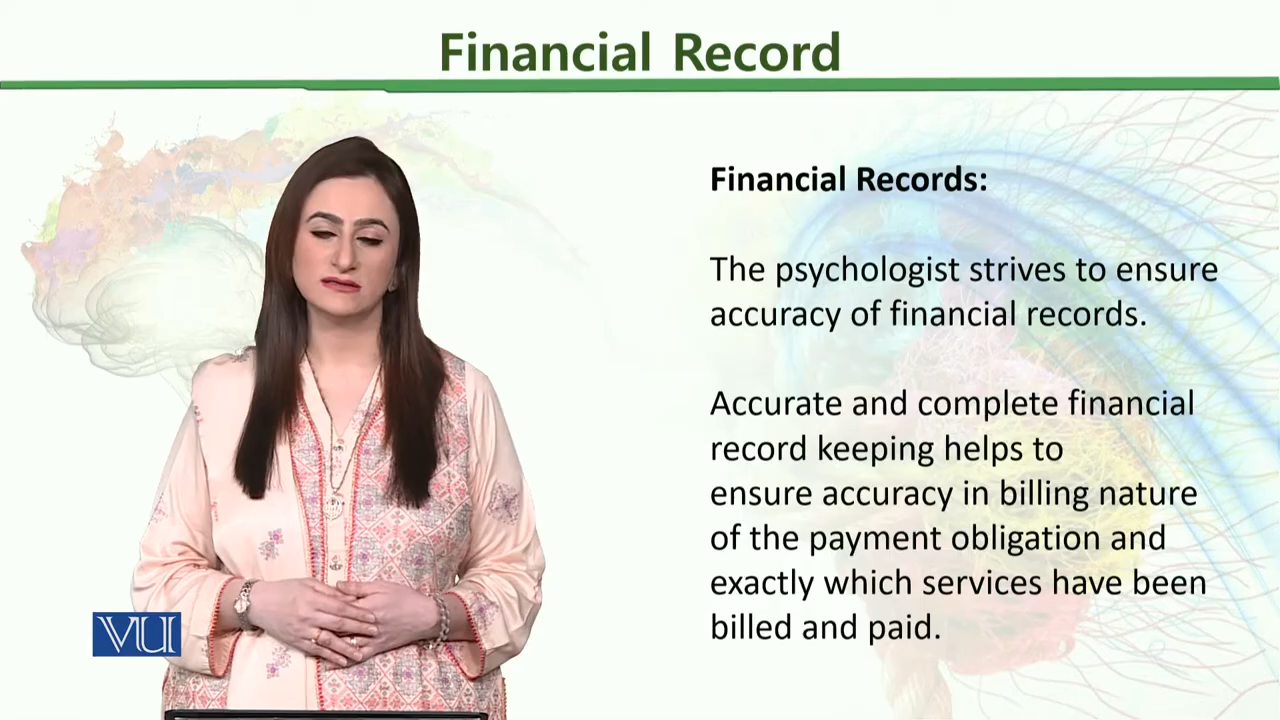 Financial Record
Financial Records:
The psychologist strives to ensure
accuracy of financial records.
Accurate and complete financial
record keeping helps to
ensure accuracy in billing nature
of the payment obligation and
exactly which services have been
billed and paid.
VU